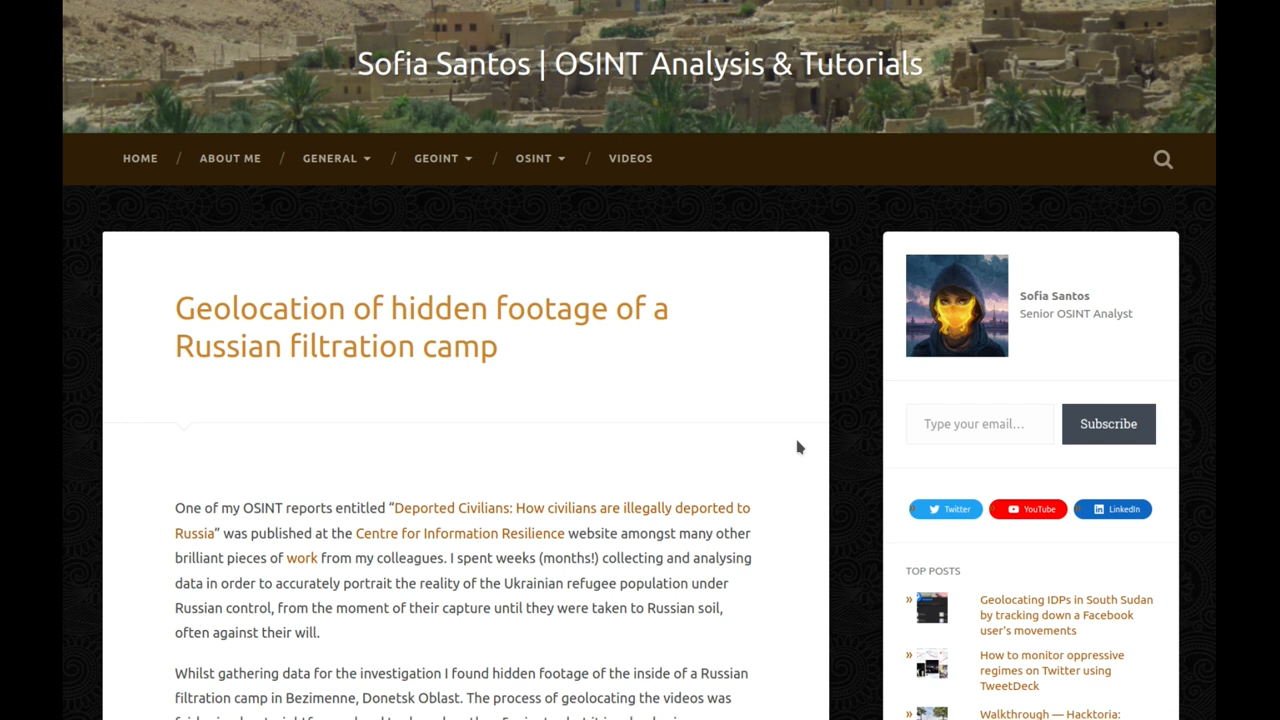 Sofia Santos | OSINT Analysis & Tutorials
HOME / ABOUT ME / GENERAL / GEOINT / OSINT / VIDEOS
Geolocation of hidden footage of a
Russian filtration camp
One of my OSINT reports entitled “Deported Civilians: How civilians are illegally deported to
Russia” was published at the Centre for Information Resilience website amongst many other
brilliant pieces of work from my colleagues. I spent weeks (months!) collecting and analysing
data in order to accurately portrait the reality of the Ukrainian refugee population under
Russian control, from the moment of their capture until they were taken to Russian soil,
often against their will.
Whilst gathering data for the investigation I found hidden footage of the inside of a Russian
filtration camp in Bezimenne, Donetsk Oblast. The process of geolocating the videos was
Sofia Santos
Senior OSINT Analyst
Type your email…
Subscribe
Twitter
YouTube
LinkedIn
TOP POSTS
» Geolocating IDPs in South Sudan
by tracking down a Facebook
user's movements
» How to monitor oppressive
regimes on Twitter using
TweetDeck
» Walkthrough — Hacktoria: